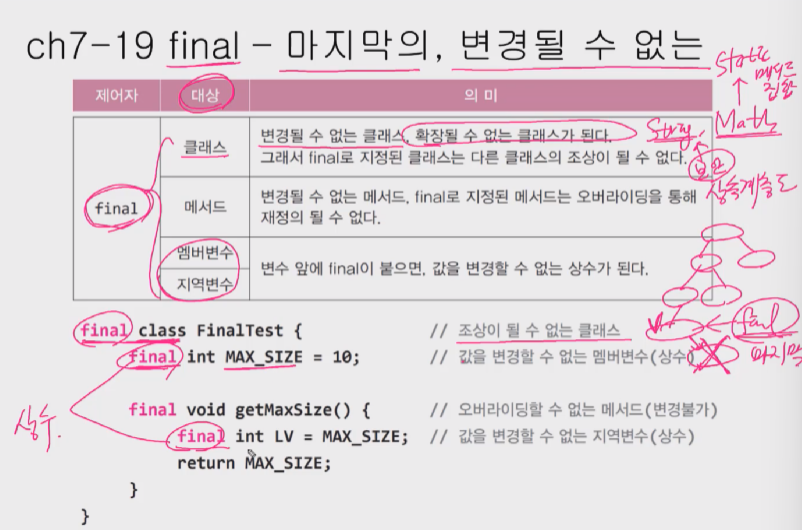 ch7-19 final – 마지막의, 변경될 수 없는
static
메서드
집합
제어자 대상 의 미
final
클래스 변경될 수 없는 클래스, 확장될 수 없는 클래스가 된다.
그래서 final로 지정된 클래스는 다른 클래스의 조상이 될 수 없다.
String, Math
보안
상속계층도
메서드 변경될 수 없는 메서드, final로 지정된 메서드는 오버라이딩을 통해
재정의 될 수 없다.
멤버변수
지역변수
변수 앞에 final이 붙으면, 값을 변경할 수 없는 상수가 된다.
final class FinalTest { // 조상이 될 수 없는 클래스
final
final int MAX_SIZE = 10; // 값을 변경할 수 없는 멤버변수(상수)
마지막
final void getMaxSize() { // 오버라이딩할 수 없는 메서드(변경불가)
상수.
final int LV = MAX_SIZE; // 값을 변경할 수 없는 지역변수(상수)
return MAX_SIZE;
}
}